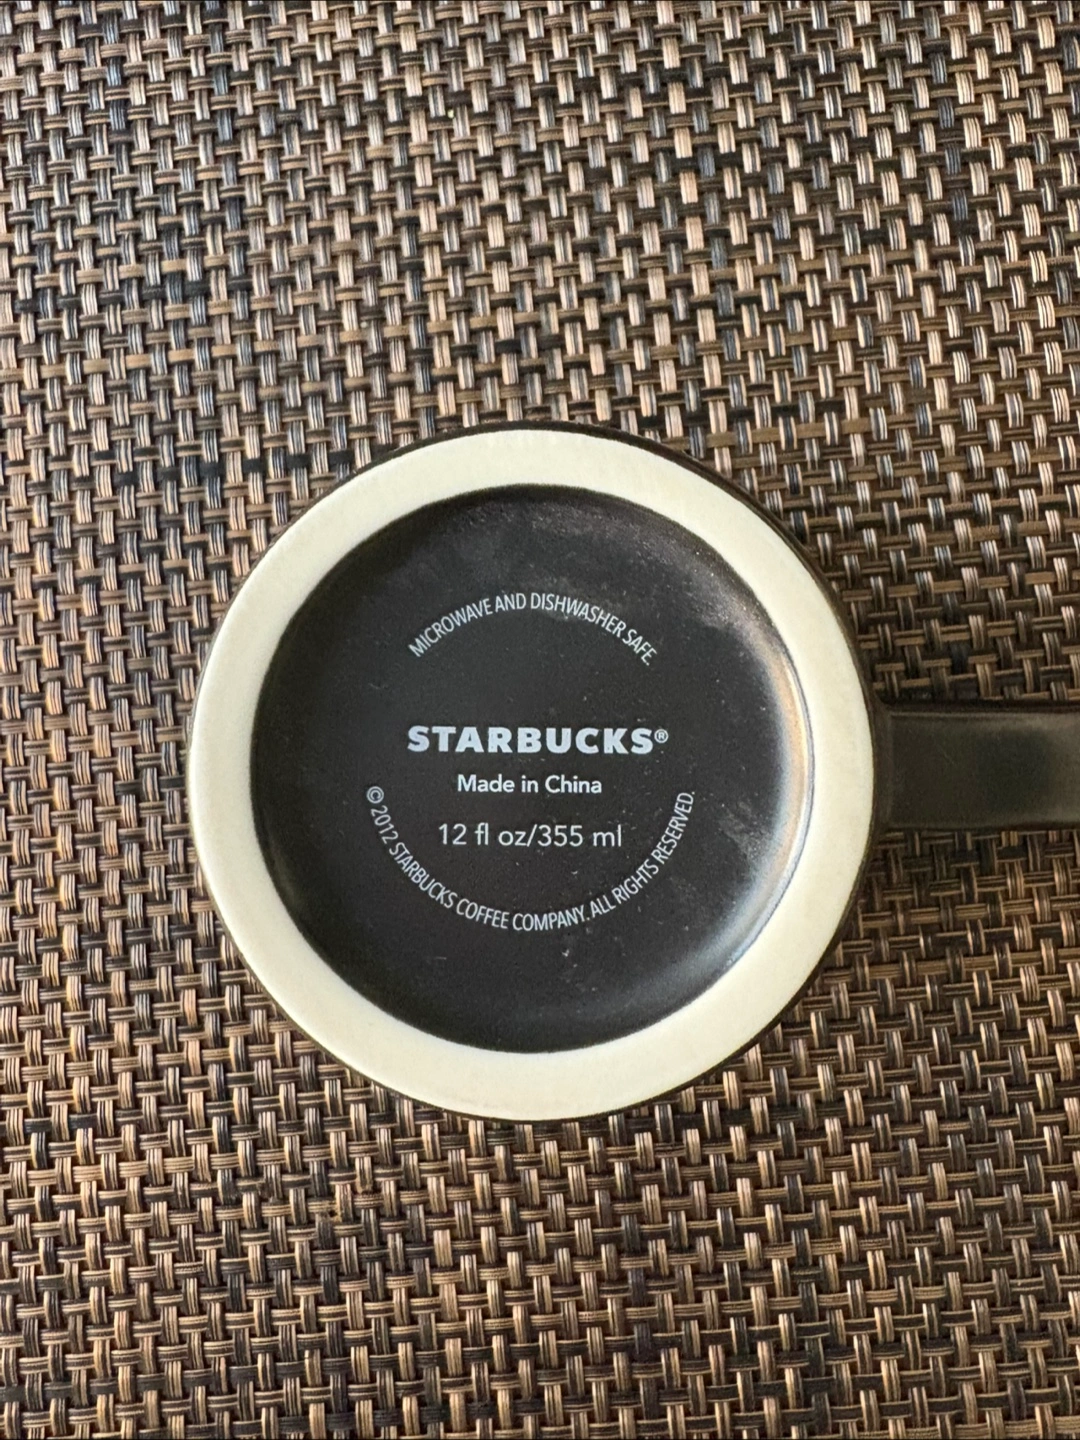 MICROWAVE AND DISHWASHER SAFE.
STARBUCKS®
Made in China
12 fl oz/355 ml
© 2012 STARBUCKS COFFEE COMPANY. ALL RIGHTS RESERVED.